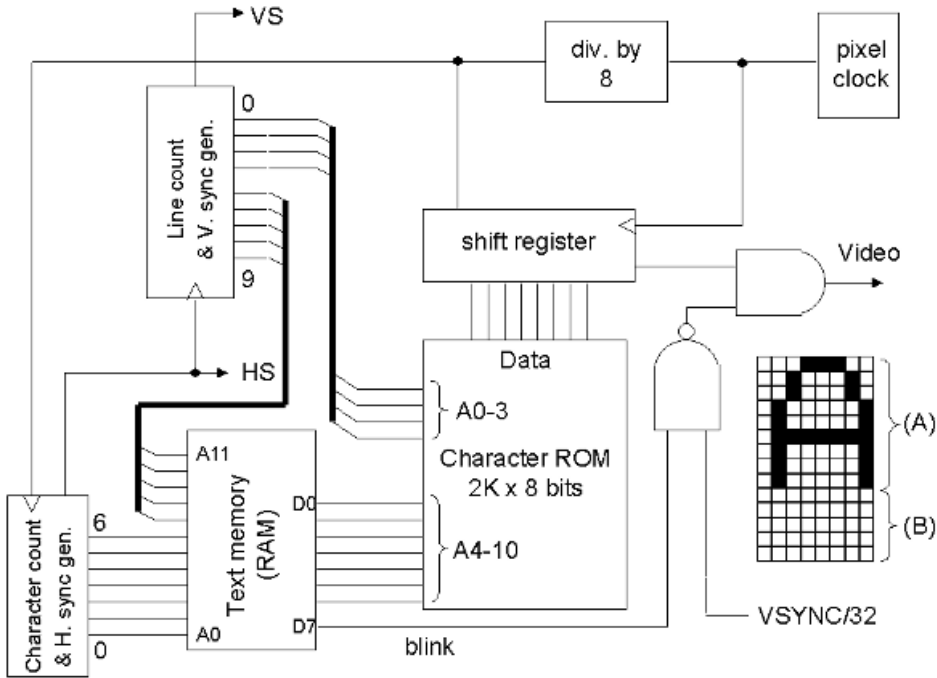 VS
div. by
8
pixel
clock
0
Line count
& V. sync gen.
9
shift register
Video
HS
Data
A0-3
Character ROM
2K x 8 bits
A4-10
(A)
(B)
A11
Text memory
(RAM)
D0
A0
D7
6
Character count
& H. sync gen.
0
blink
VSYNC/32